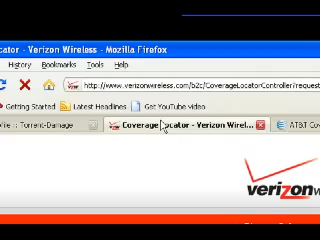 ocator - Verizon Wireless - Mozilla Firefox
History Bookmarks Tools Help
http://www.verizonwireless.com/b2c/CoverageLocatorController?request
Getting Started Latest Headlines Get YouTube video
ofile :: Torrent-Damage Coverage Locator - Verizon Wirel... AT&T Co
verizon